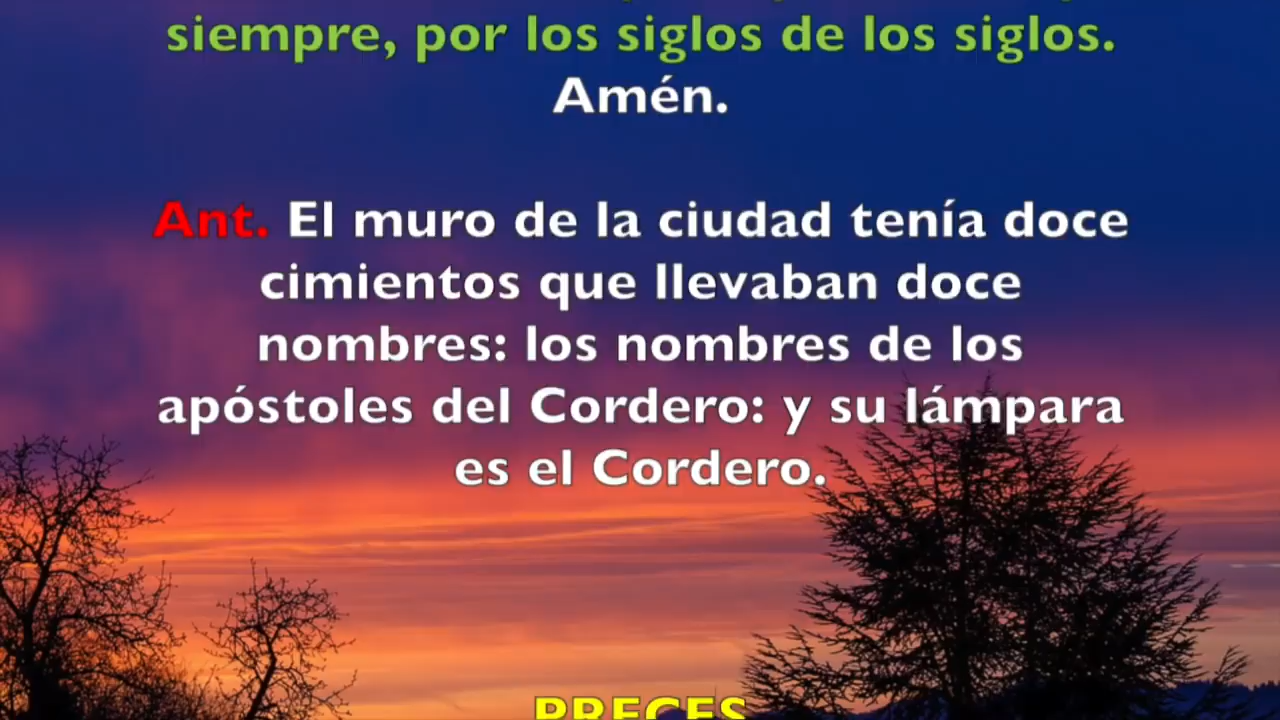 siempre, por los siglos de los siglos.
Amén.
Ant. El muro de la ciudad tenía doce
cimientos que llevaban doce
nombres: los nombres de los
apóstoles del Cordero: y su lámpara
es el Cordero.
PRECES